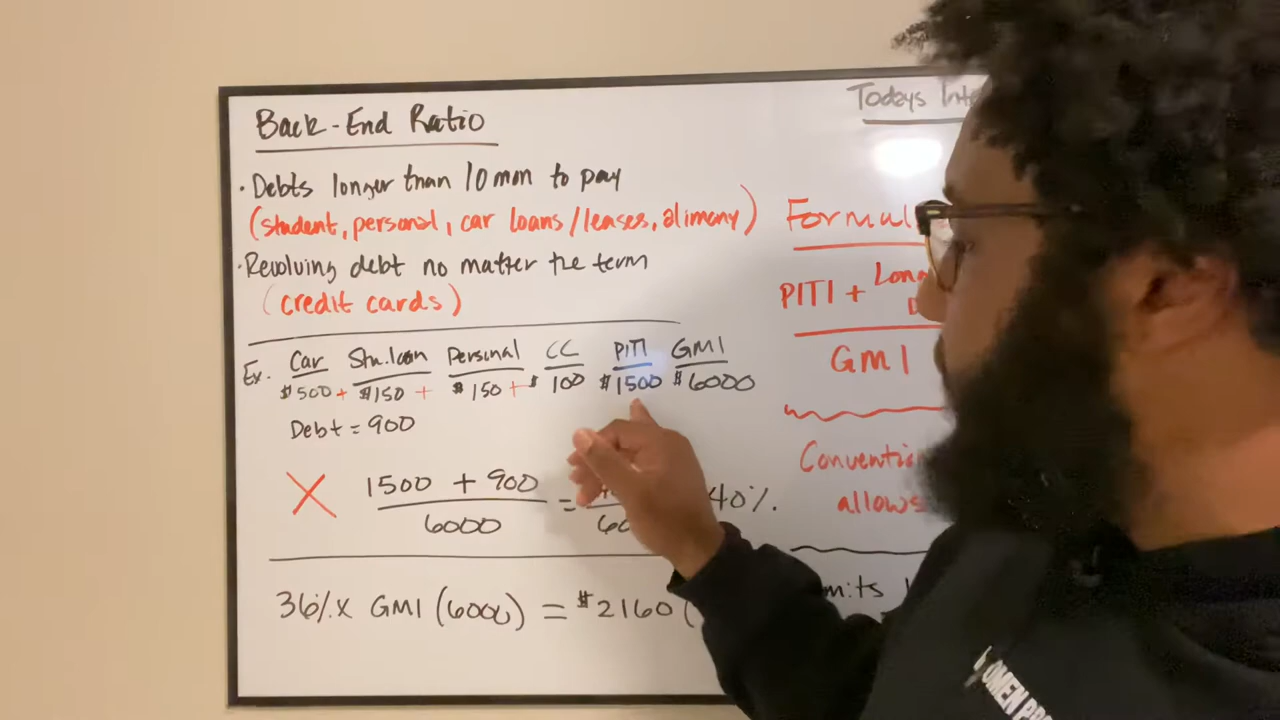 Back-End Ratio
• Debts longer than 10 mon to pay
(student, personal, car loans/leases, alimony)
• Revolving debt no matter the term
(credit cards)
Ex. Car Stu.loan Personal CC PITI GMI
$500 + $150 + $150 + $100 $1500 $6000
Debt = 900
X 1500 + 900 = 40%.
6000
36% x GMI (6000) = $2160 (
Todays
PITI +
GMI
allows